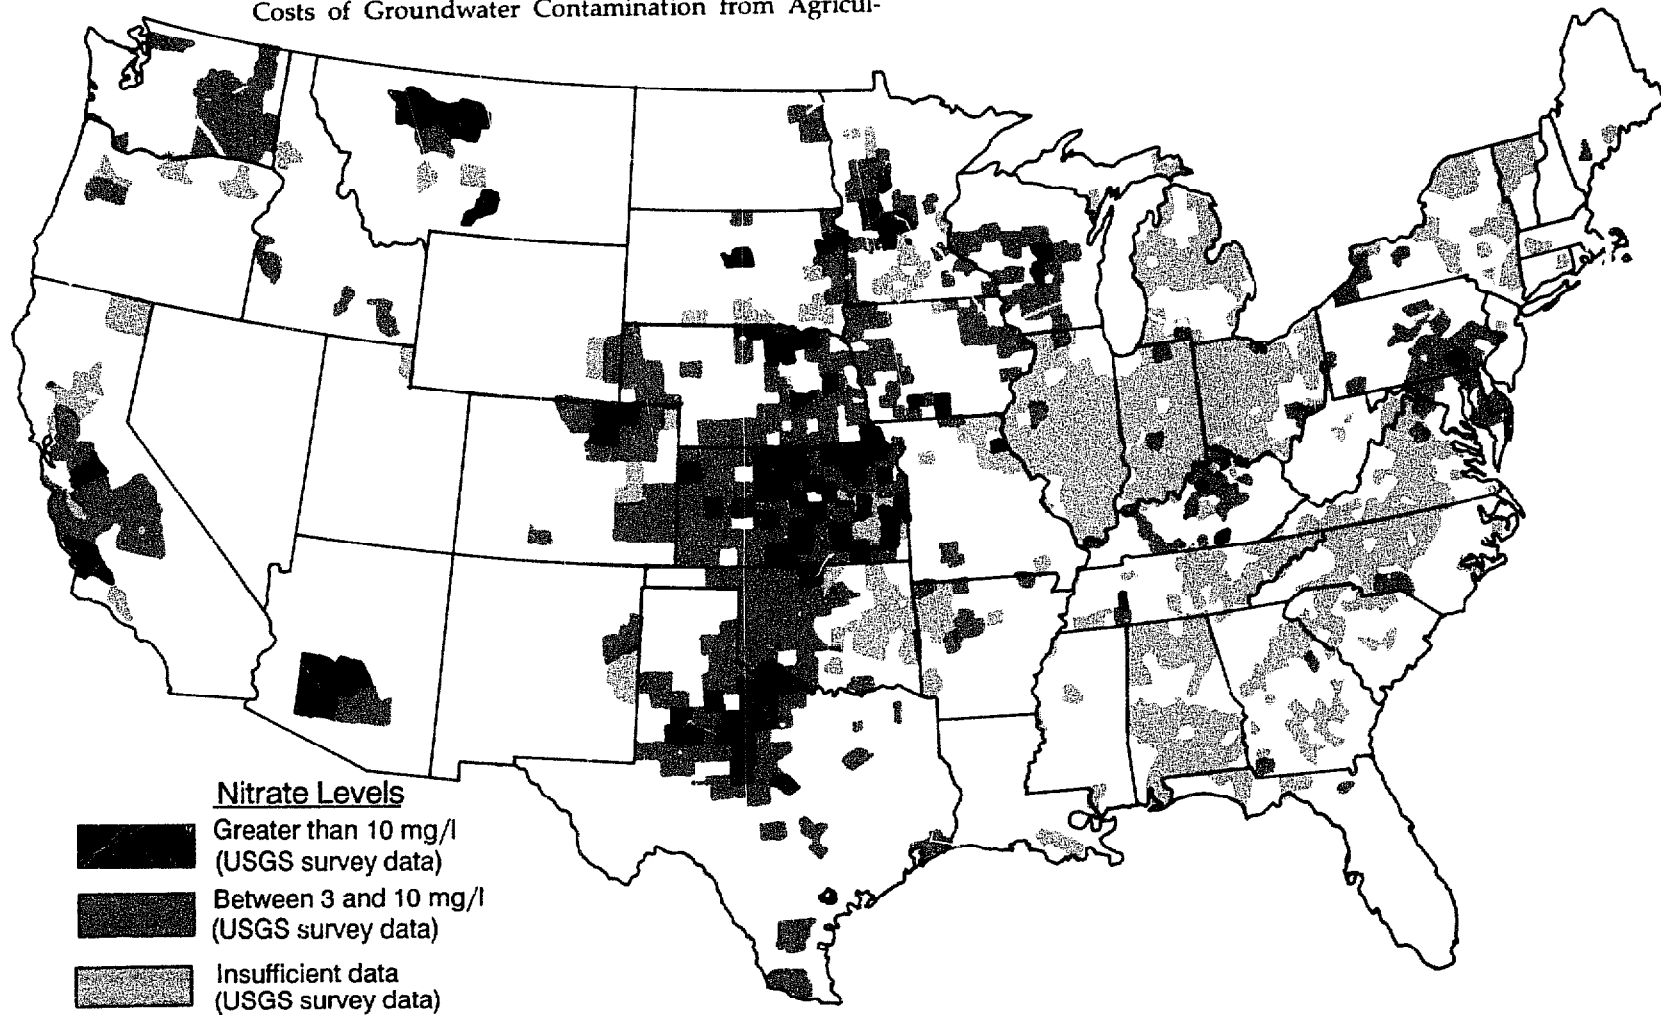 Costs of Groundwater Contamination from Agricul-
Nitrate Levels
Greater than 10 mg/l
(USGS survey data)
Between 3 and 10 mg/l
(USGS survey data)
Insufficient data
(USGS survey data)